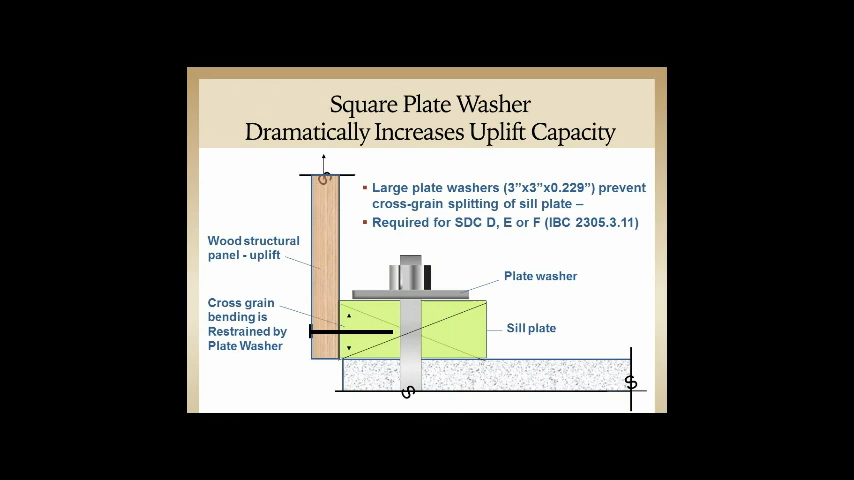 Square Plate Washer
Dramatically Increases Uplift Capacity
▪ Large plate washers (3”x3”x0.229”) prevent
cross-grain splitting of sill plate –
▪ Required for SDC D, E or F (IBC 2305.3.11)
Wood structural
panel - uplift
Plate washer
Cross grain
bending is
Restrained by
Plate Washer
Sill plate